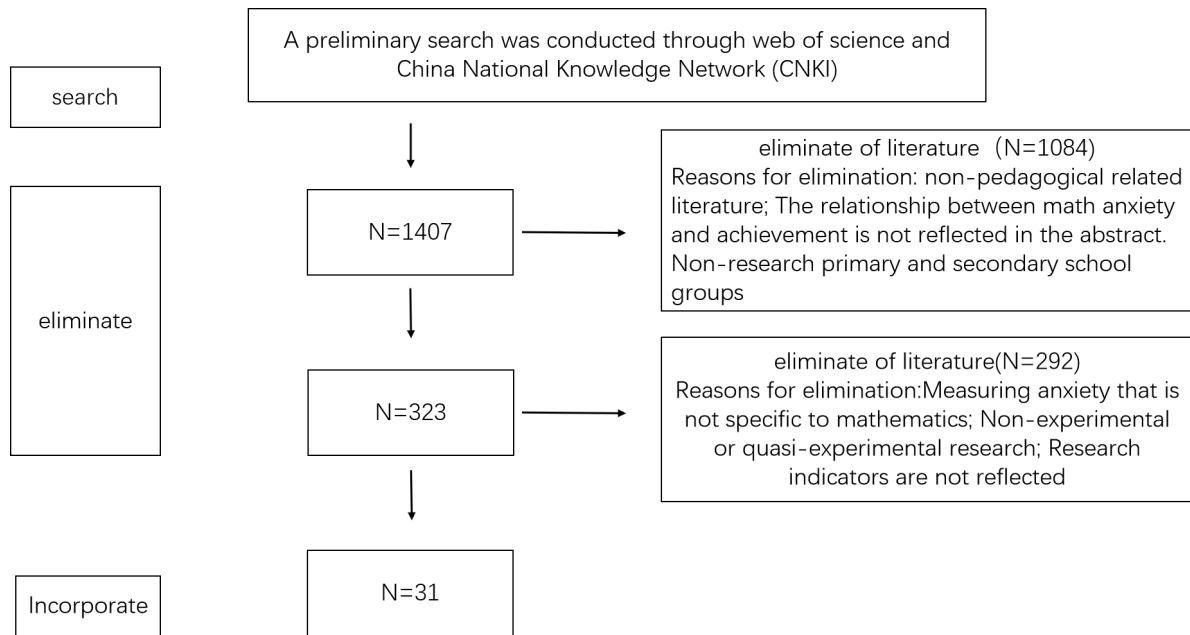 A preliminary search was conducted through web of science and
China National Knowledge Network (CNKI)
search
eliminate of literature （N=1084)
Reasons for elimination: non-pedagogical related
literature; The relationship between math anxiety
and achievement is not reflected in the abstract.
Non-research primary and secondary school
groups
N=1407
eliminate
eliminate of literature(N=292)
Reasons for elimination:Measuring anxiety that is
not specific to mathematics; Non-experimental
or quasi-experimental research; Research
indicators are not reflected
N=323
N=31
Incorporate